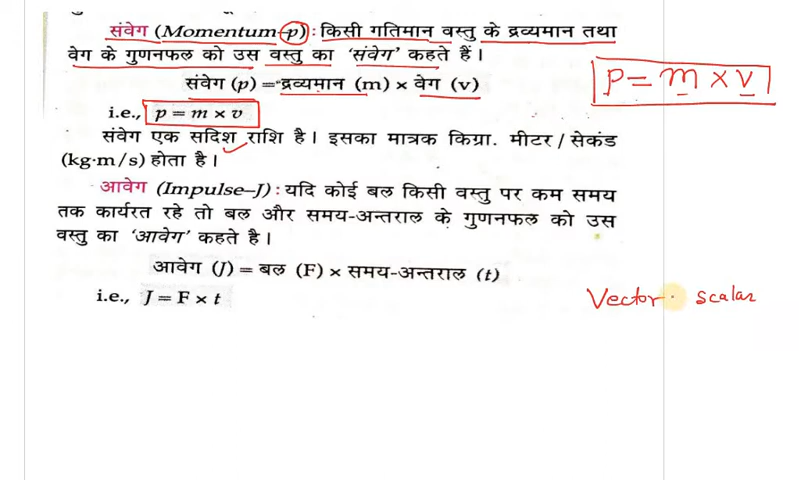 संवेग (Momentum–p) : किसी गतिमान वस्तु के द्रव्यमान तथा
वेग के गुणनफल को उस वस्तु का ‘संवेग’ कहते हैं।
संवेग (p) = द्रव्यमान (m) × वेग (v)
P = m × v
i.e., p = m × v
संवेग एक सदिश राशि है। इसका मात्रक किग्रा. मीटर / सेकंड
(kg·m/s) होता है।
आवेग (Impulse–J) : यदि कोई बल किसी वस्तु पर कम समय
तक कार्यरत रहे तो बल और समय-अन्तराल के गुणनफल को उस
वस्तु का ‘आवेग’ कहते है।
आवेग (J) = बल (F) × समय-अन्तराल (t)
i.e., J = F × t
Vector · scalar